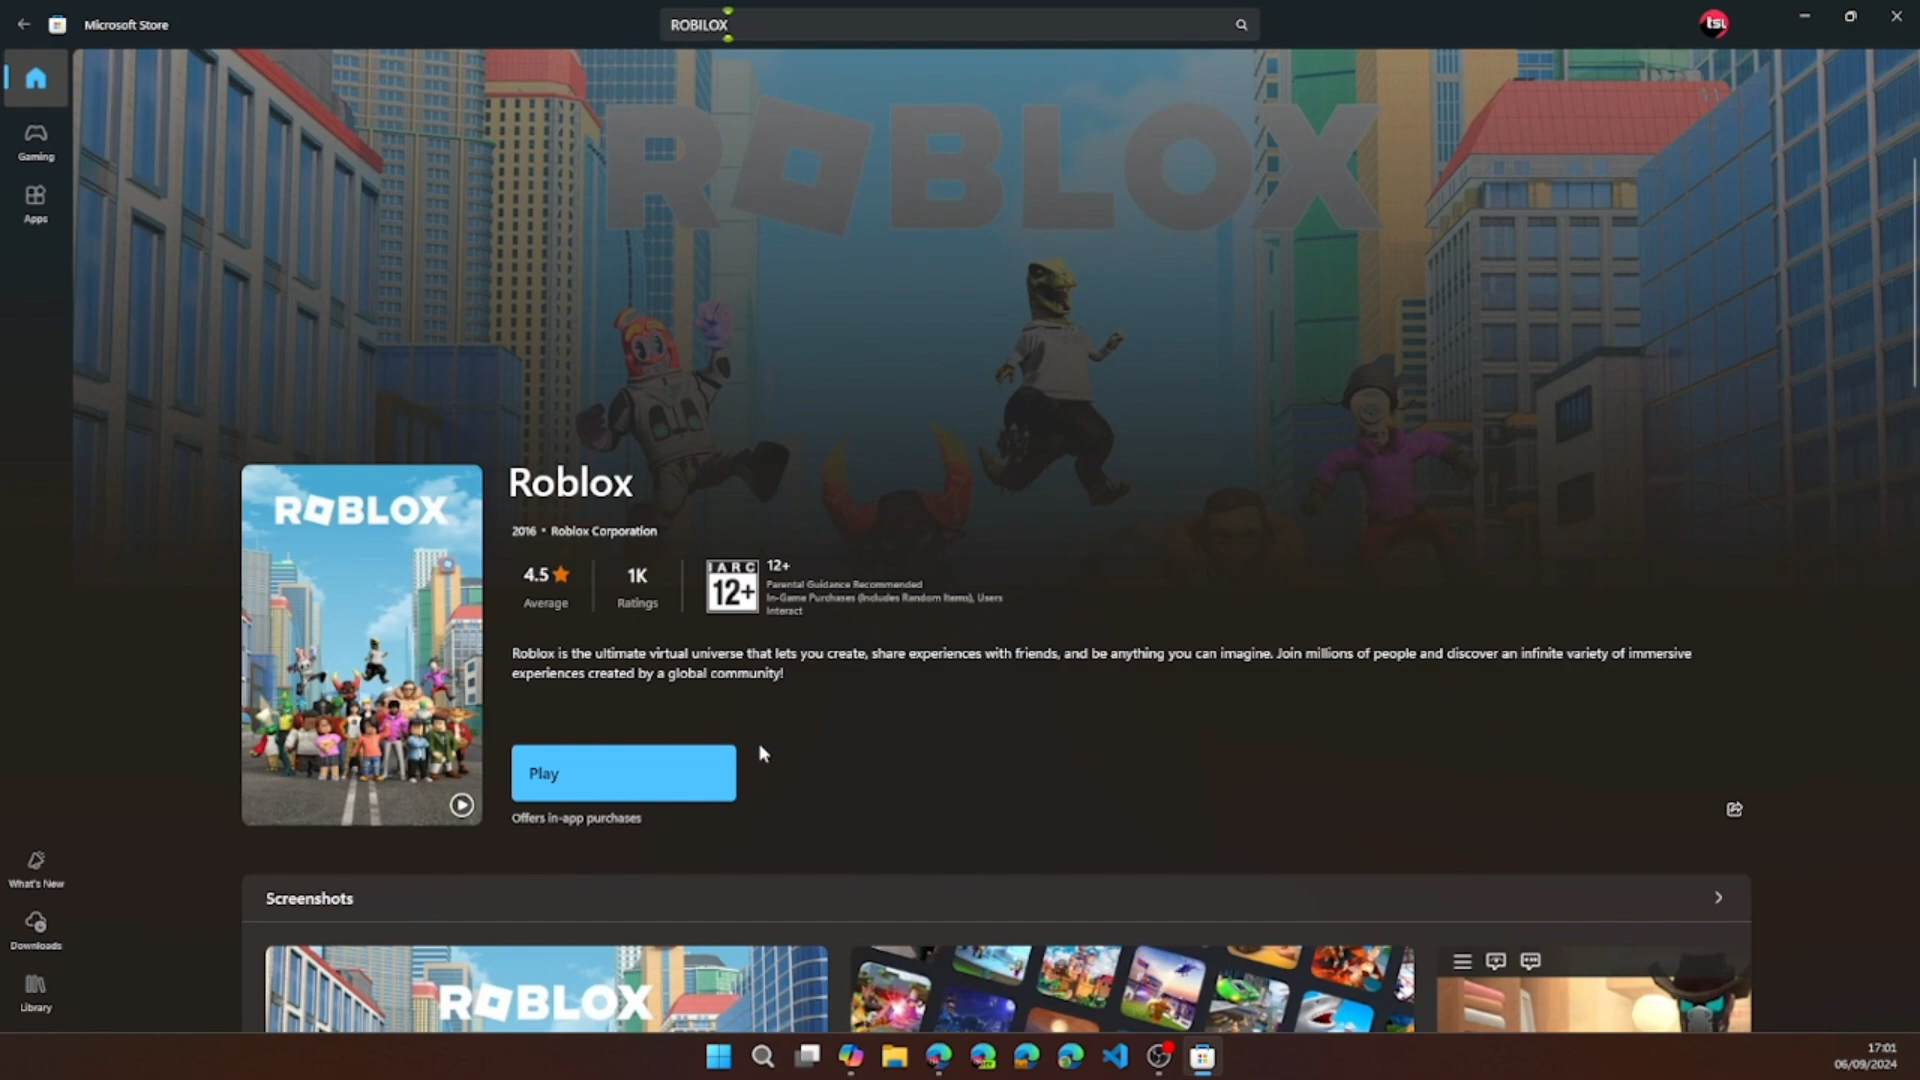 Microsoft Store
ROBILOX
tsl
Gaming
Apps
ROBLOX
ROBLOX
Roblox
2016 • Roblox Corporation
4.5
Average
1K
Ratings
IARC
12+
12+
Parental Guidance Recommended
In-Game Purchases (Includes Random Items), Users
Interact
Roblox is the ultimate virtual universe that lets you create, share experiences with friends, and be anything you can imagine. Join millions of people and discover an infinite variety of immersive
experiences created by a global community!
Play
Offers in-app purchases
What's New
Downloads
Library
Screenshots
ROBLOX
17:01
06/09/2024